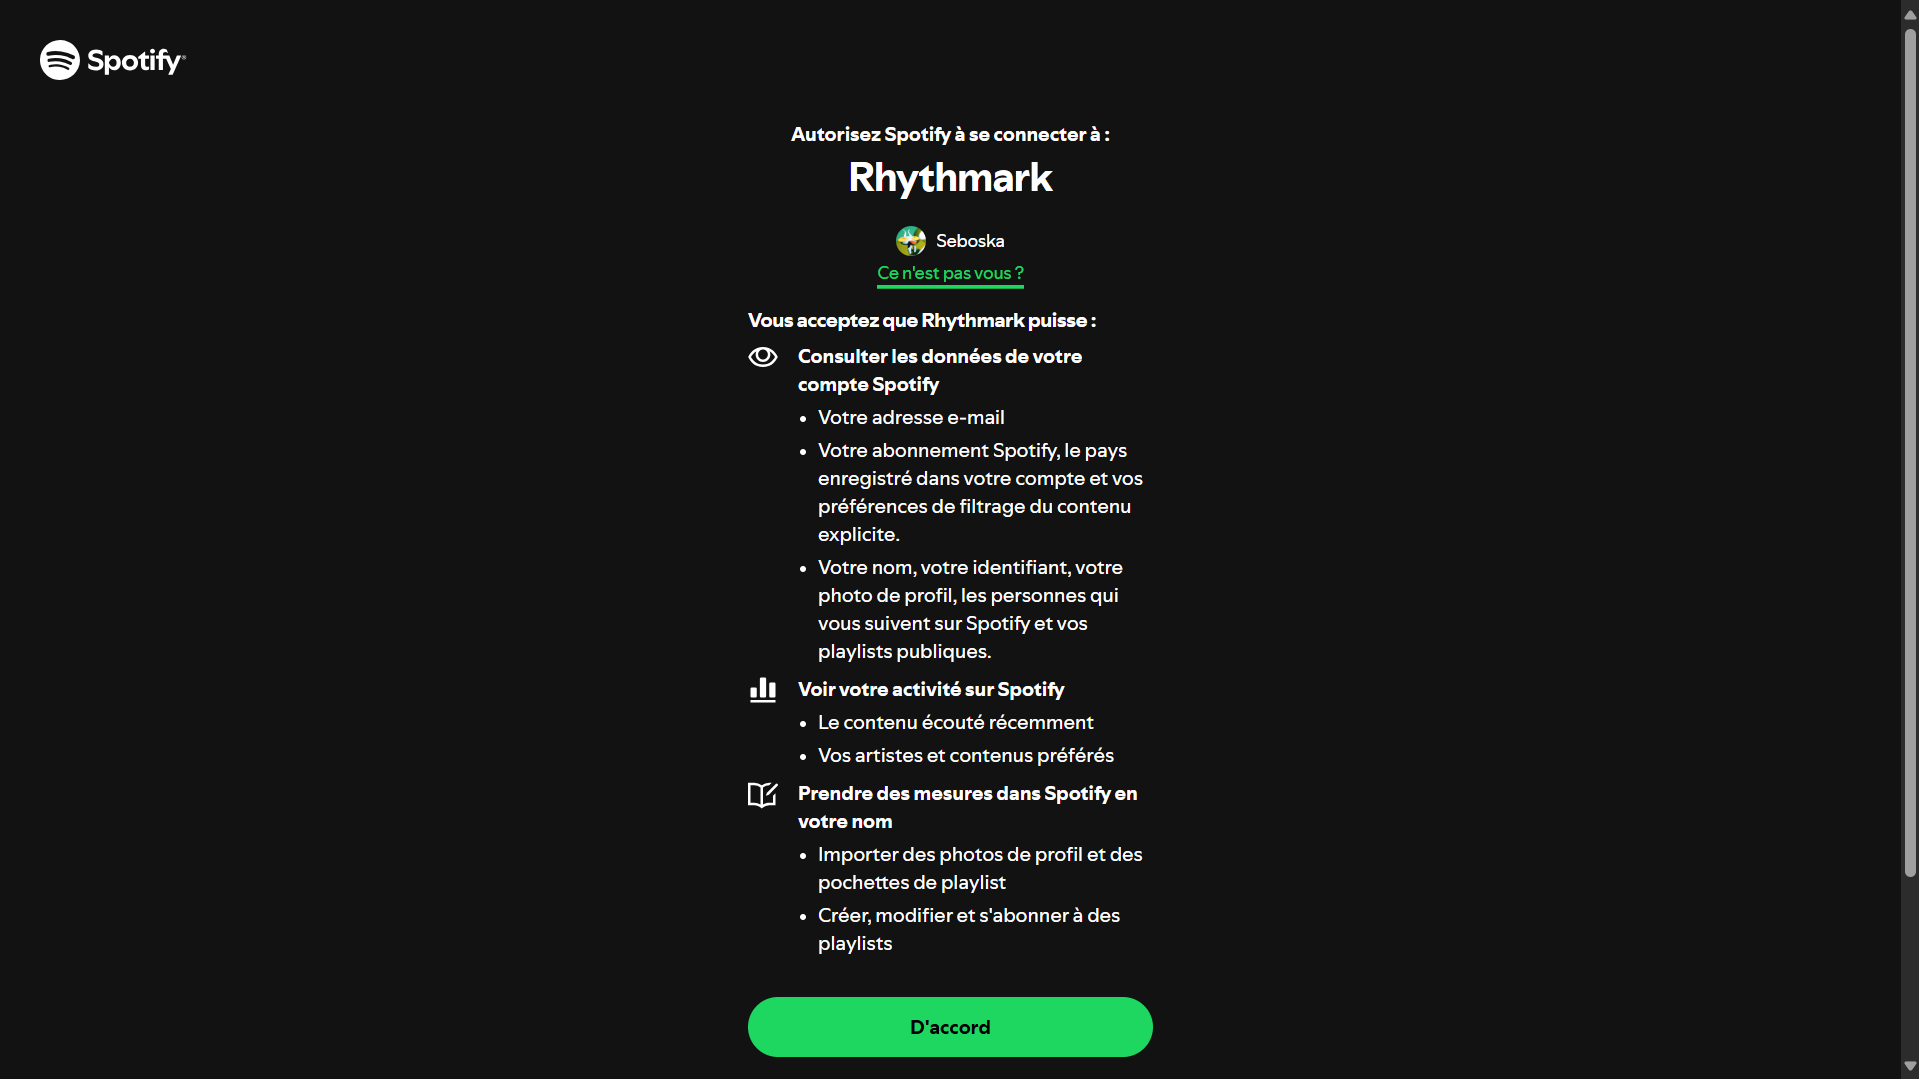 Spotify®
Autorisez Spotify à se connecter à :
Rhythmark
Seboska
Ce n'est pas vous ?
Vous acceptez que Rhythmark puisse :
Consulter les données de votre
compte Spotify
• Votre adresse e-mail
• Votre abonnement Spotify, le pays
enregistré dans votre compte et vos
préférences de filtrage du contenu
explicite.
• Votre nom, votre identifiant, votre
photo de profil, les personnes qui
vous suivent sur Spotify et vos
playlists publiques.
Voir votre activité sur Spotify
• Le contenu écouté récemment
• Vos artistes et contenus préférés
Prendre des mesures dans Spotify en
votre nom
• Importer des photos de profil et des
pochettes de playlist
• Créer, modifier et s'abonner à des
playlists
D'accord